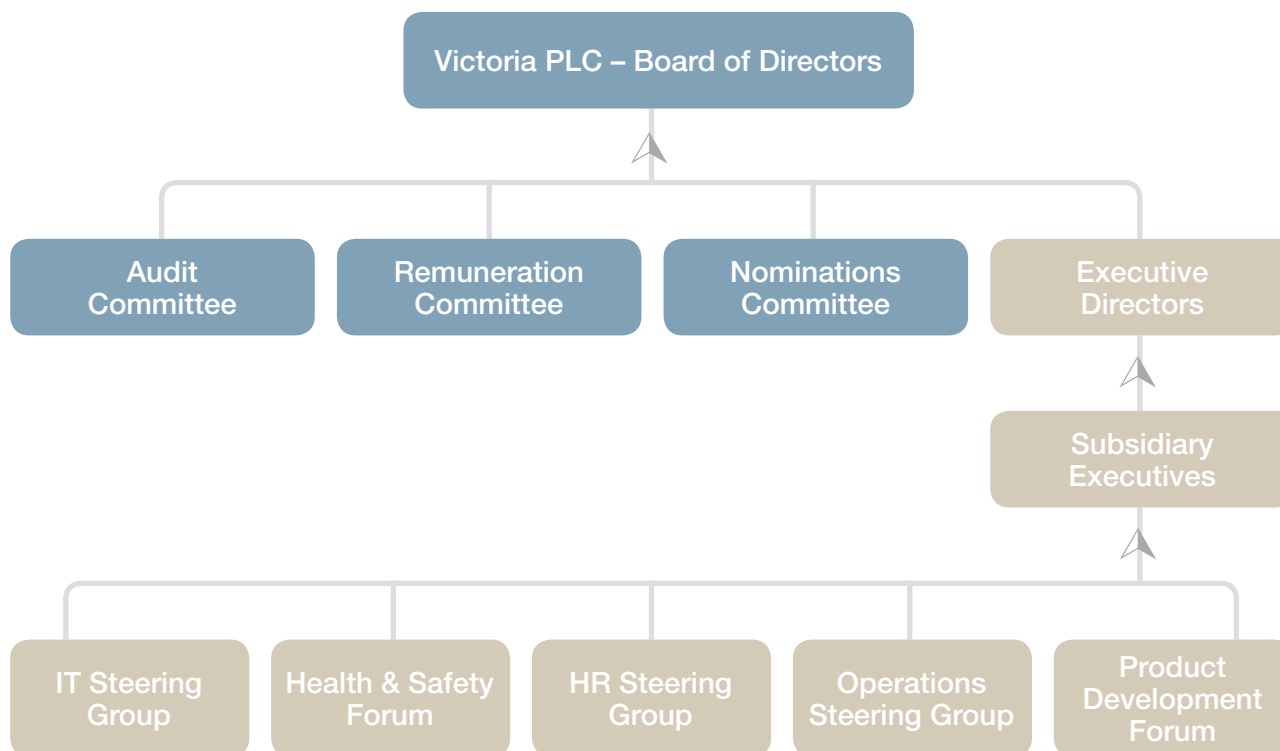 Victoria PLC – Board of Directors
Audit
Committee
Remuneration
Committee
Nominations
Committee
Executive
Directors
Subsidiary
Executives
IT Steering
Group
Health & Safety
Forum
HR Steering
Group
Operations
Steering Group
Product
Development
Forum